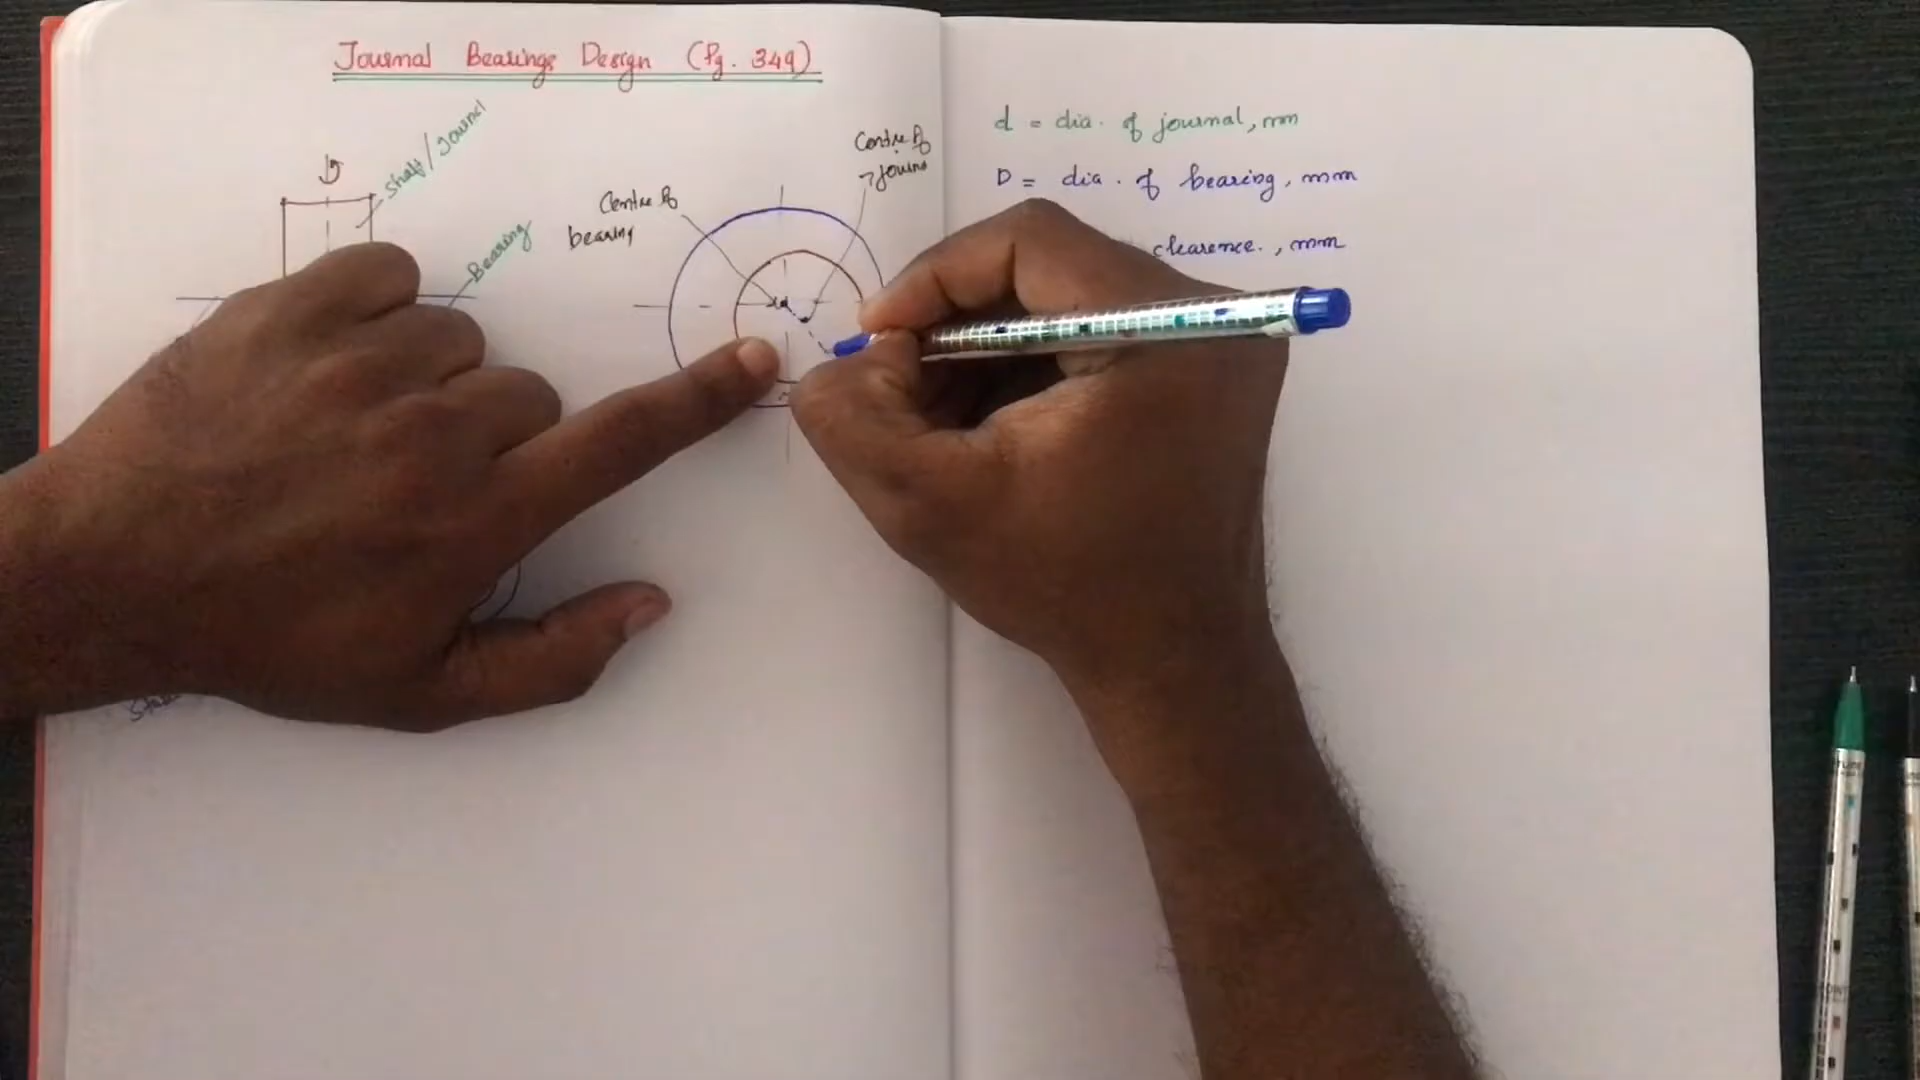 Journal Bearings Design (Pg. 349)
Shaft/Journal
Bearing
Centre of
bearing
Centre of
Journa
d = dia. of journal, mm
D = dia. of bearing, mm
clearence., mm